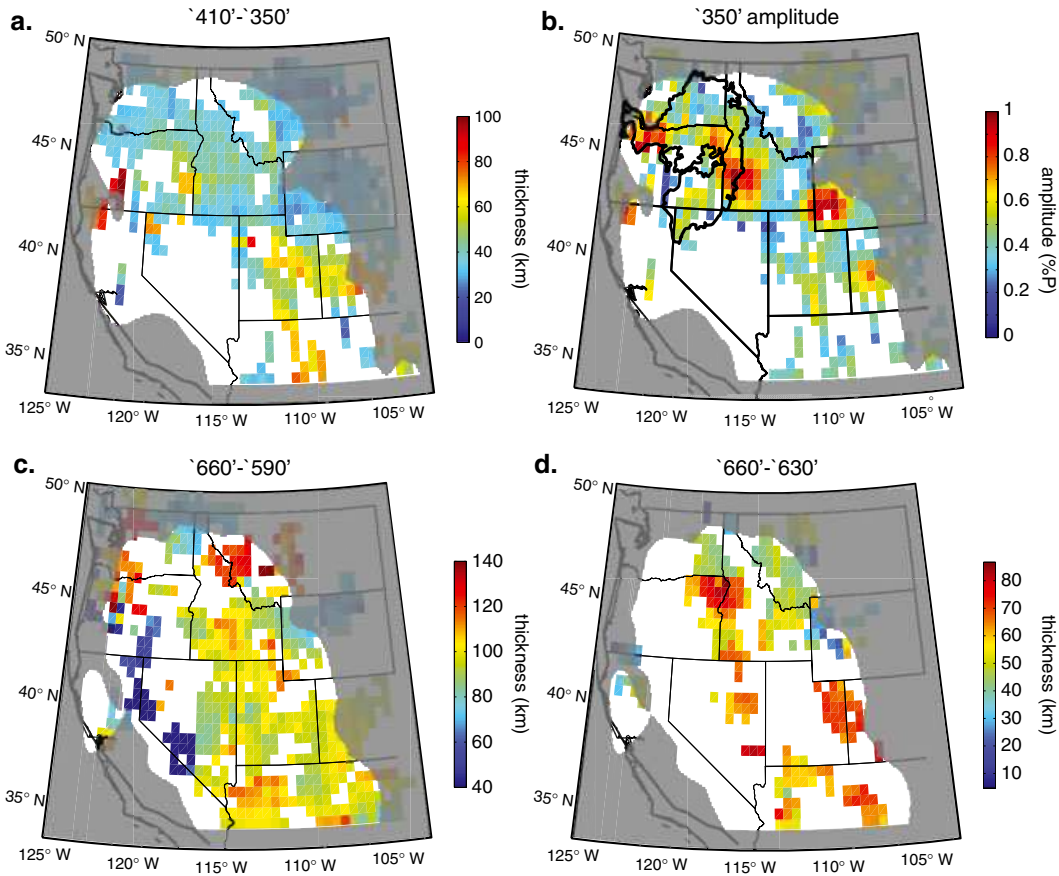 a.
`410'-`350'
50° N
45° N
40° N
35° N
125° W
120° W
115° W
110° W
105° W
100
80
60
40
20
0
thickness (km)
b.
`350' amplitude
50° N
45° N
40° N
35° N
125° W
120° W
115° W
110° W
105° W
1
0.8
0.6
0.4
0.2
0
amplitude (%P)
c.
`660'-`590'
50° N
45° N
40° N
35° N
125° W
120° W
115° W
110° W
105° W
140
120
100
80
60
40
thickness (km)
d.
`660'-`630'
50° N
45° N
40° N
35° N
125° W
120° W
115° W
110° W
105° W
80
70
60
50
40
30
20
10
thickness (km)